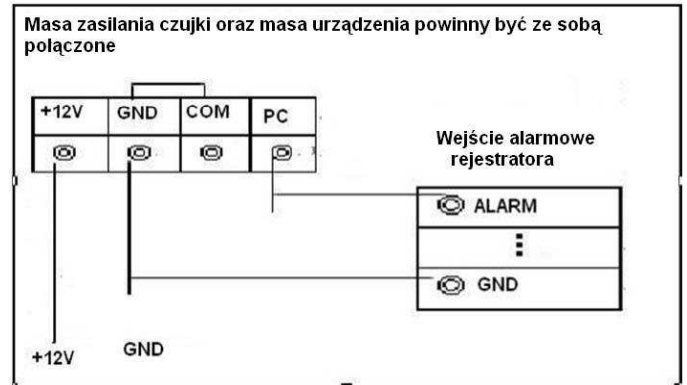 Masa zasilania czujki oraz masa urządzenia powinny być ze sobą
połączone
+12V GND COM PC
Wejście alarmowe
rejestratora
ALARM
GND
+12V
GND